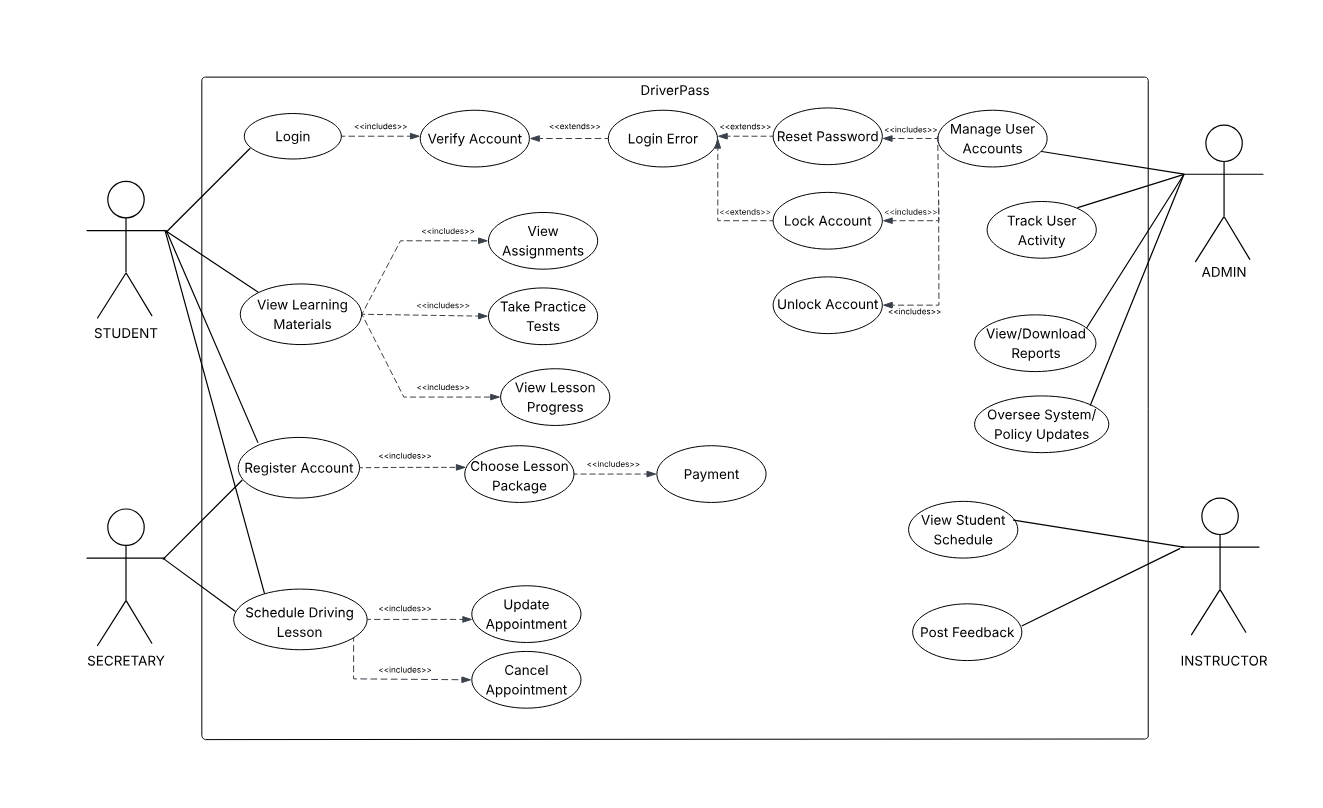 DriverPass
Login
<<includes>>
Verify Account
<<extends>>
Login Error
<<extends>>
Reset Password
<<includes>>
Manage User
Accounts
<<extends>>
Lock Account
<<includes>>
Track User
Activity
ADMIN
View
Assignments
<<includes>>
STUDENT
View Learning
Materials
<<includes>>
Take Practice
Tests
Unlock Account
<<includes>>
View/Download
Reports
<<includes>>
View Lesson
Progress
Oversee System/
Policy Updates
Register Account
<<includes>>
Choose Lesson
Package
<<includes>>
Payment
View Student
Schedule
SECRETARY
Schedule Driving
Lesson
<<includes>>
Update
Appointment
Post Feedback
<<includes>>
Cancel
Appointment
INSTRUCTOR